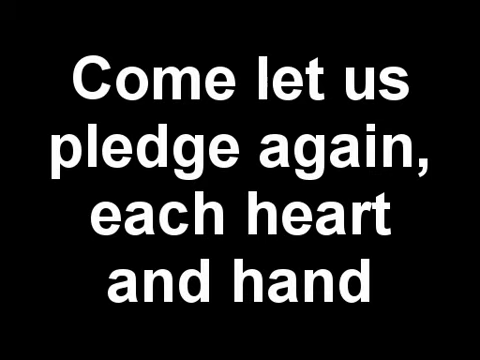 Come let us
pledge again,
each heart
and hand